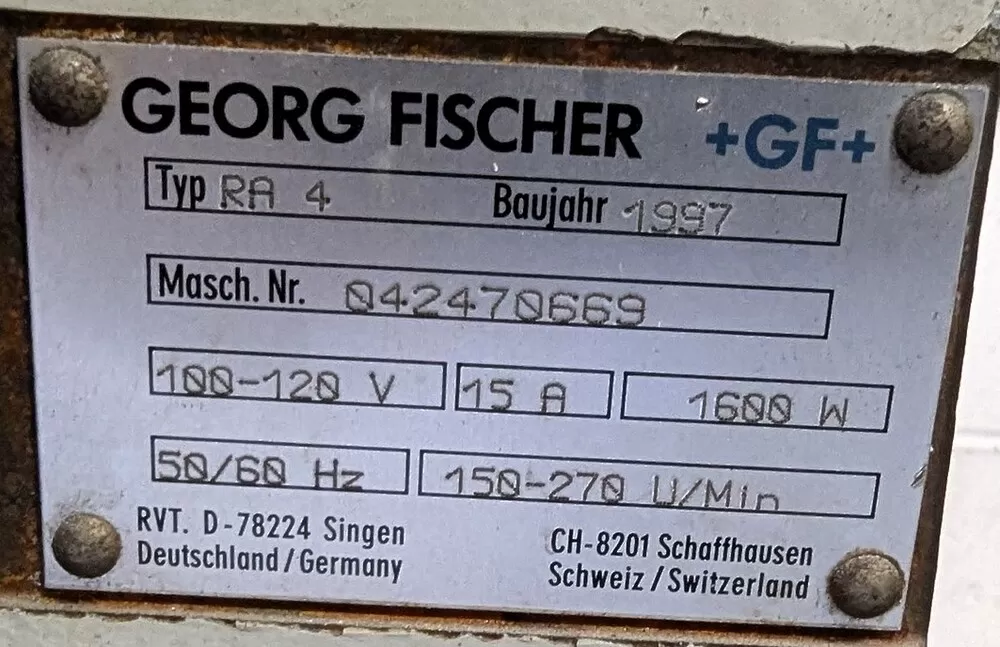 GEORG FISCHER +GF+
Typ RA 4 Baujahr 1997
Masch. Nr. 042470669
100-120 V 15 A 1600 W
50/60 Hz 150-270 U/Min
RVT. D-78224 Singen
Deutschland/Germany
CH-8201 Schaffhausen
Schweiz/Switzerland